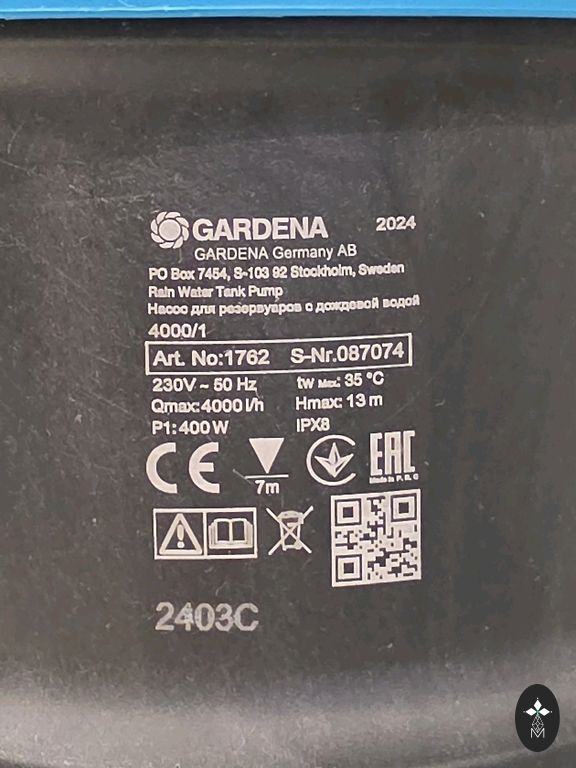 GARDENA 2024
GARDENA Germany AB
PO Box 7454, S-103 92 Stockholm, Sweden
Rain Water Tank Pump
Насос для резервуаров с дождевой водой
4000/1
Art. No:1762 S-Nr.087074
230V ~ 50 Hz tw Max.: 35 °C
Qmax: 4000 l/h Hmax: 13 m
P1: 400 W IPX8
CE 7m EAC
Made in P. R. C
2403C
M